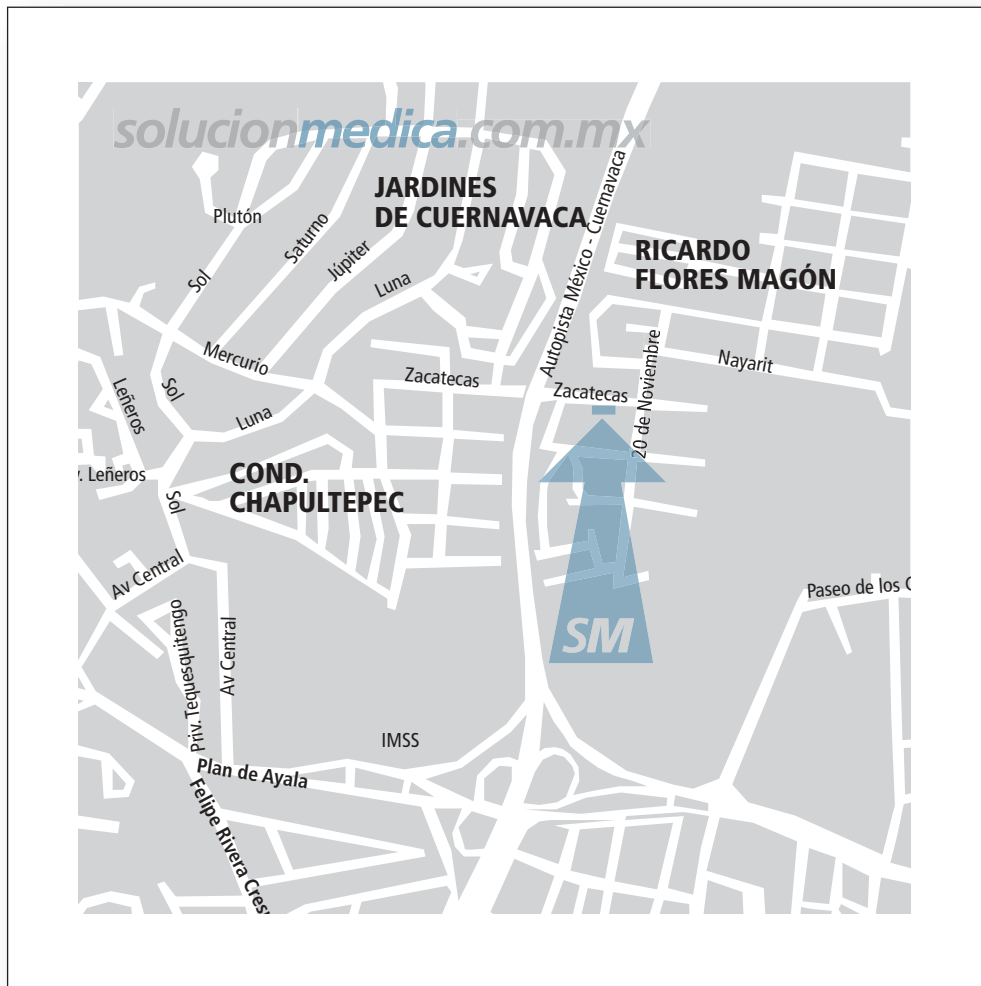 solucionmedica.com.mx
JARDINES
DE CUERNAVACA
Autopista México - Cuernavaca
RICARDO
FLORES MAGÓN
Plutón
Saturno
Júpiter
Sol
Luna
Mercurio
Zacatecas
Zacatecas
20 de Noviembre
Nayarit
Leñeros
Sol
Luna
v. Leñeros
COND.
CHAPULTEPEC
Sol
Av Central
Paseo de los C
Priv. Tequesquitengo
Av Central
SM
IMSS
Plan de Ayala
Felipe Rivera Cresp